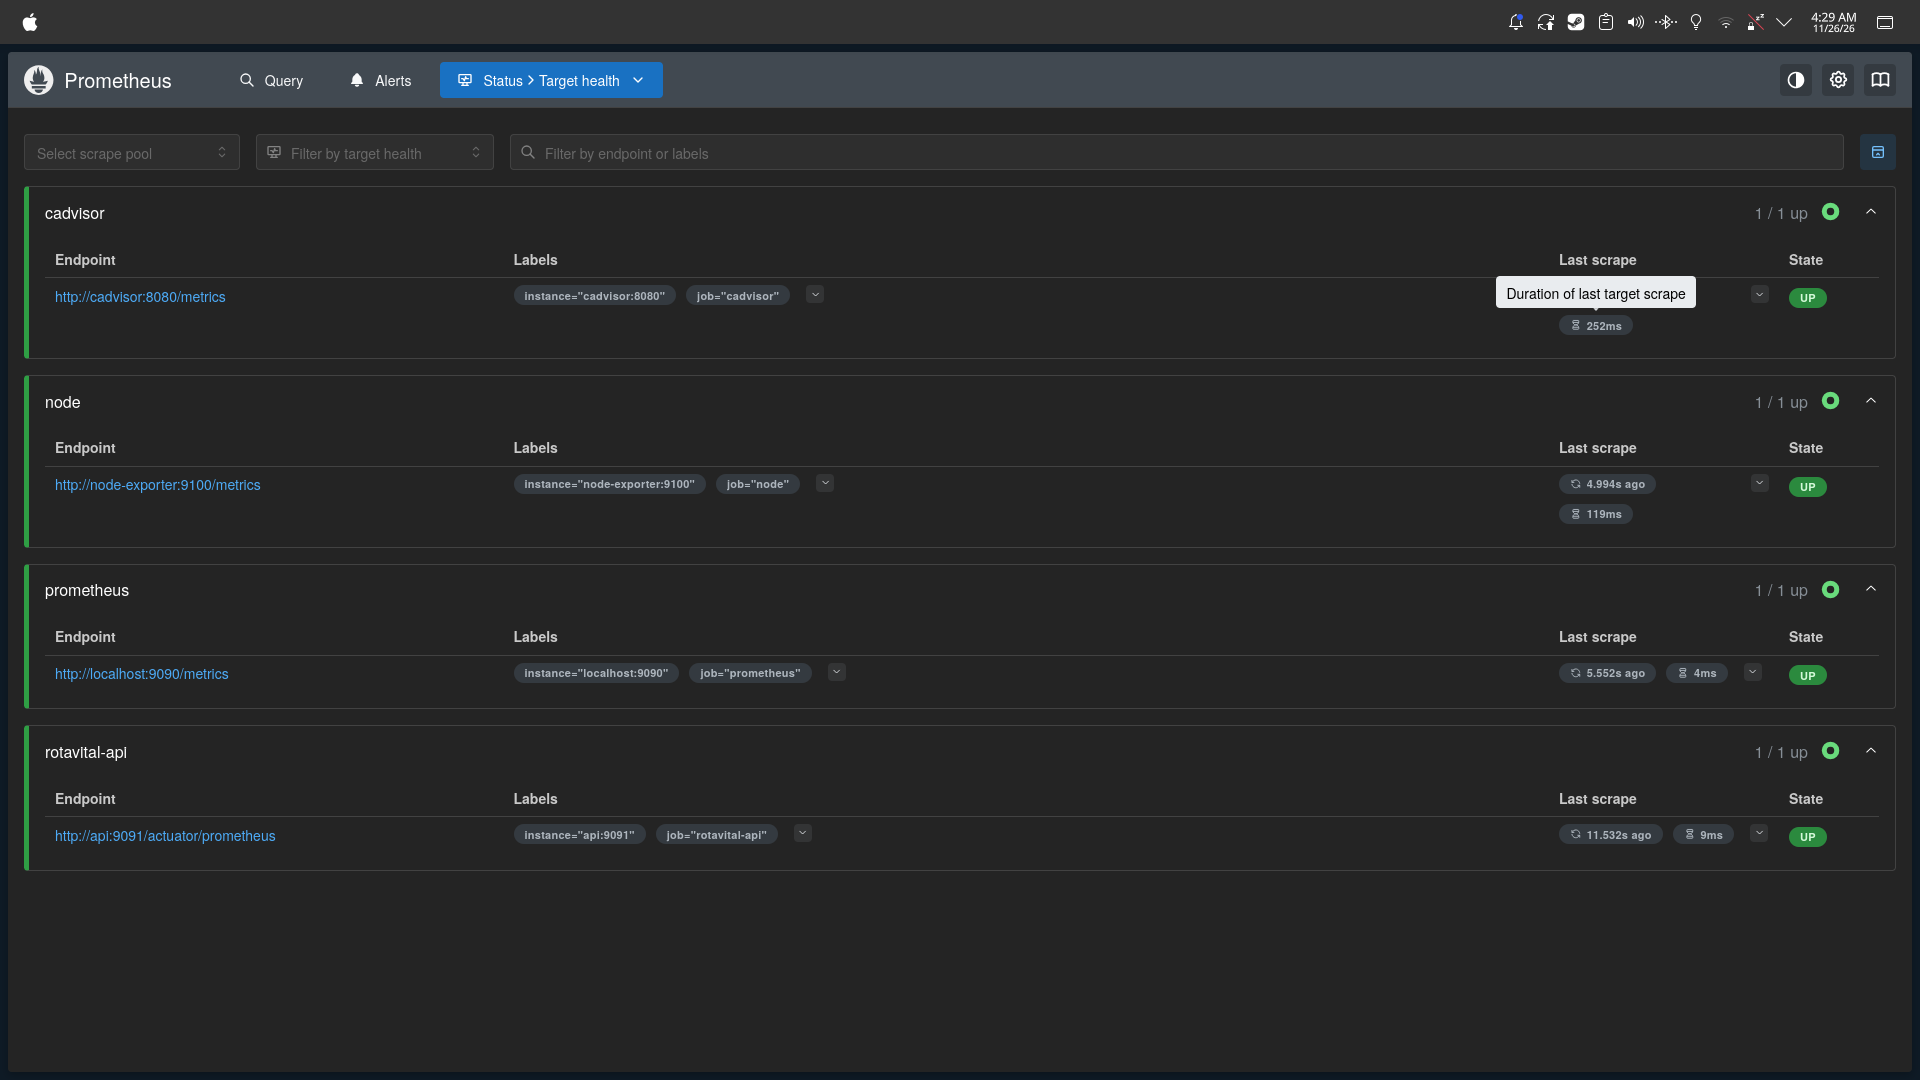 4:29 AM
11/26/26
Prometheus
Query
Alerts
Status > Target health
Select scrape pool
Filter by target health
Filter by endpoint or labels
cadvisor
1 / 1 up
Endpoint Labels Last scrape State
http://cadvisor:8080/metrics instance="cadvisor:8080" job="cadvisor" Duration of last target scrape UP
252ms
node
1 / 1 up
Endpoint Labels Last scrape State
http://node-exporter:9100/metrics instance="node-exporter:9100" job="node" 4.994s ago UP
119ms
prometheus
1 / 1 up
Endpoint Labels Last scrape State
http://localhost:9090/metrics instance="localhost:9090" job="prometheus" 5.552s ago 4ms UP
rotavital-api
1 / 1 up
Endpoint Labels Last scrape State
http://api:9091/actuator/prometheus instance="api:9091" job="rotavital-api" 11.532s ago 9ms UP